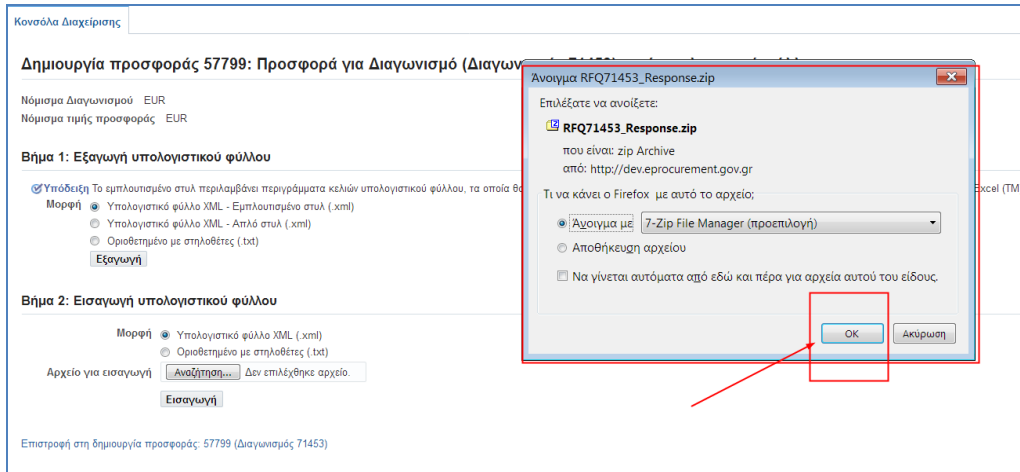 Κονσόλα Διαχείρισης
Δημιουργία προσφοράς 57799: Προσφορά για Διαγωνισμό (Διαγων
Νόμισμα Διαγωνισμού EUR
Νόμισμα τιμής προσφοράς EUR
Βήμα 1: Εξαγωγή υπολογιστικού φύλλου
Υπόδειξη Το εμπλουτισμένο στυλ περιλαμβάνει περιγράμματα κελιών υπολογιστικού φύλλου, τα οποία θα
Excel (TM
Μορφή Υπολογιστικό φύλλο XML - Εμπλουτισμένο στυλ (.xml)
Υπολογιστικό φύλλο XML - Απλό στυλ (.xml)
Οριοθετημένο με στηλοθέτες (.txt)
Εξαγωγή
Βήμα 2: Εισαγωγή υπολογιστικού φύλλου
Μορφή Υπολογιστικό φύλλο XML (.xml)
Οριοθετημένο με στηλοθέτες (.txt)
Αρχείο για εισαγωγή Αναζήτηση... Δεν επιλέχθηκε αρχείο.
Εισαγωγή
Επιστροφή στη δημιουργία προσφοράς: 57799 (Διαγωνισμός 71453)
Άνοιγμα RFQ71453_Response.zip
Επιλέξατε να ανοίξετε:
RFQ71453_Response.zip
που είναι: zip Archive
από: http://dev.eprocurement.gov.gr
Τι να κάνει ο Firefox με αυτό το αρχείο;
Άνοιγμα με 7-Zip File Manager (προεπιλογή)
Αποθήκευση αρχείου
Να γίνεται αυτόματα από εδώ και πέρα για αρχεία αυτού του είδους.
OK Ακύρωση